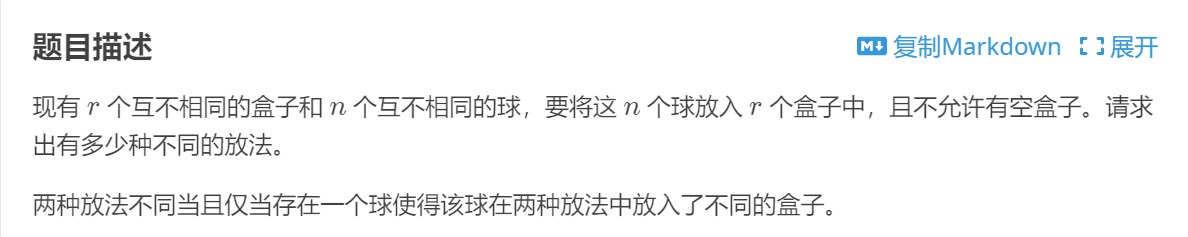 题目描述 复制Markdown 展开
现有 r 个互不相同的盒子和 n 个互不相同的球，要将这 n 个球放入 r 个盒子中，且不允许有空盒子。请求
出有多少种不同的放法。
两种放法不同当且仅当存在一个球使得该球在两种放法中放入了不同的盒子。